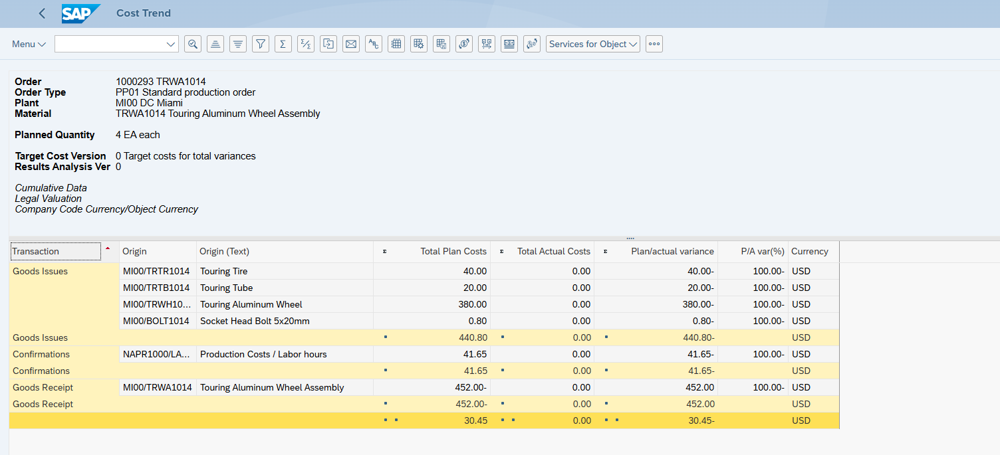 SAP Cost Trend
Menu Services for Object
Order 1000293 TRWA1014
Order Type PP01 Standard production order
Plant MI00 DC Miami
Material TRWA1014 Touring Aluminum Wheel Assembly
Planned Quantity 4 EA each
Target Cost Version 0 Target costs for total variances
Results Analysis Ver 0
Cumulative Data
Legal Valuation
Company Code Currency/Object Currency
Transaction Origin Origin (Text) Σ Total Plan Costs Σ Total Actual Costs Σ Plan/actual variance P/A var(%) Currency
Goods Issues MI00/TRTR1014 Touring Tire 40.00 0.00 40.00- 100.00- USD
MI00/TRTB1014 Touring Tube 20.00 0.00 20.00- 100.00- USD
MI00/TRWH10... Touring Aluminum Wheel 380.00 0.00 380.00- 100.00- USD
MI00/BOLT1014 Socket Head Bolt 5x20mm 0.80 0.00 0.80- 100.00- USD
Goods Issues ▪ 440.80 ▪ 0.00 ▪ 440.80- USD
Confirmations NAPR1000/LA... Production Costs / Labor hours 41.65 0.00 41.65- 100.00- USD
Confirmations ▪ 41.65 ▪ 0.00 ▪ 41.65- USD
Goods Receipt MI00/TRWA1014 Touring Aluminum Wheel Assembly 452.00- 0.00 452.00 100.00- USD
Goods Receipt ▪ 452.00- ▪ 0.00 ▪ 452.00 USD
▪ ▪ 30.45 ▪ ▪ 0.00 ▪ ▪ 30.45- USD